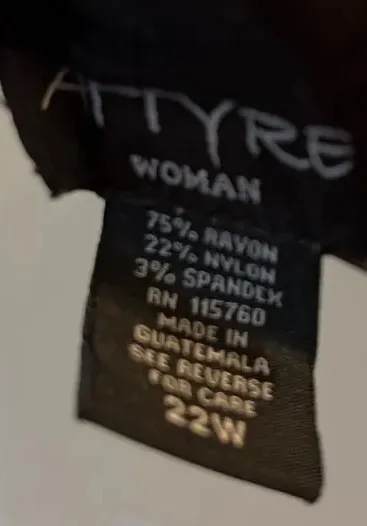 ATTYRE
WOMAN
75% RAYON
22% NYLON
3% SPANDEX
RN 115760
MADE IN
GUATEMALA
SEE REVERSE
FOR CARE
22W